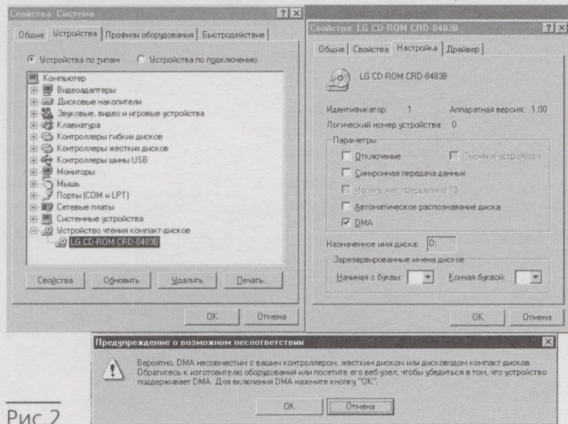 Свойства: Система
Общие Устройства Профили оборудования Быстродействие
Устройства по типам Устройства по подключению
Компьютер
Видеоадаптеры
Дисковые накопители
Звуковые, видео и игровые устройства
Клавиатура
Контроллеры гибких дисков
Контроллеры жестких дисков
Контроллеры шины USB
Мониторы
Мышь
Порты (COM и LPT)
Сетевые платы
Системные устройства
Устройство чтения компакт-дисков
LG CD-ROM CRD-8483B
Свойства Обновить Удалить Печать...
OK Отмена
Свойства: LG CD-ROM CRD-8483B
Общие Свойства Настройка Драйвер
LG CD-ROM CRD-8483B
Идентификатор: 1 Аппаратная версия: 1.00
Логический номер устройства: 0
Параметры
Отключение Съемное устройство
Синхронная передача данных
Использует прерывание 13
Автоматическое распознавание диска
DMA
Назначенное имя диска: D:
Зарезервированные имена дисков
Начиная с буквы: Кончая буквой:
OK Отмена
Предупреждение о возможном несоответствии
Вероятно, DMA несовместим с вашим контроллером, жестким диском или дисководом компакт-дисков.
Обратитесь к изготовителю оборудования или посетите его веб-узел, чтобы убедиться в том, что устройство
поддерживает DMA. Для включения DMA нажмите кнопку "OK".
OK Отмена
Рис.2